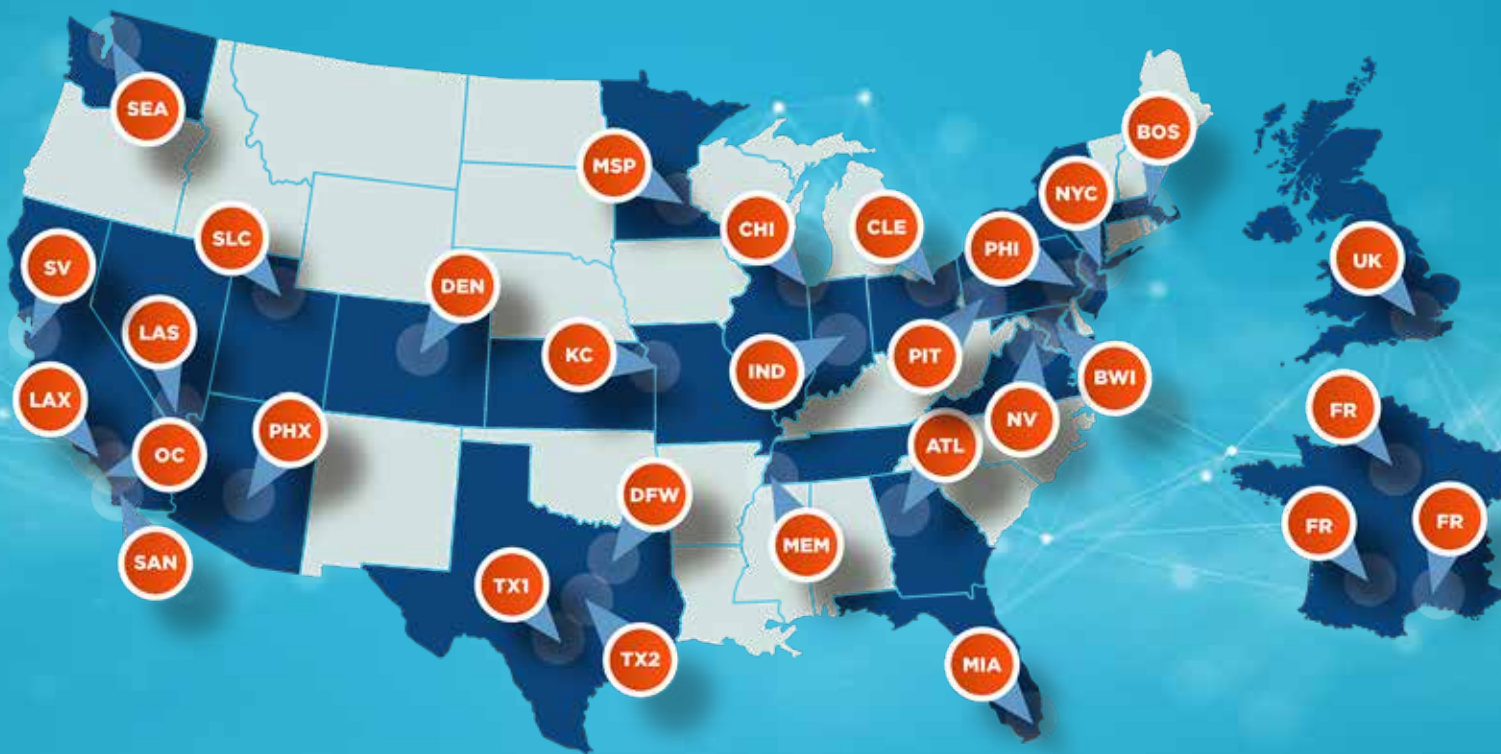 SEA
BOS
MSP
NYC
CHI
CLE
SLC
PHI
SV
UK
DEN
LAS
KC
PIT
IND
BWI
LAX
FR
NV
PHX
ATL
OC
DFW
FR
FR
MEM
SAN
TX1
TX2
MIA